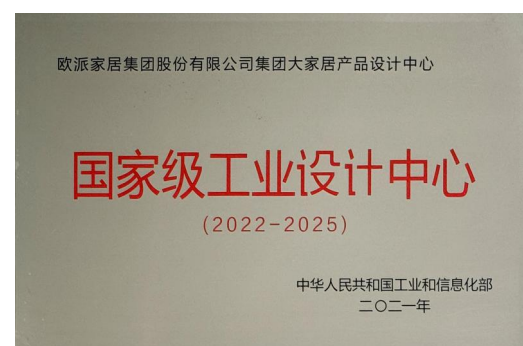 欧派家居集团股份有限公司集团大家居产品设计中心
国家级工业设计中心
(2022-2025)
中华人民共和国工业和信息化部
二〇二一年